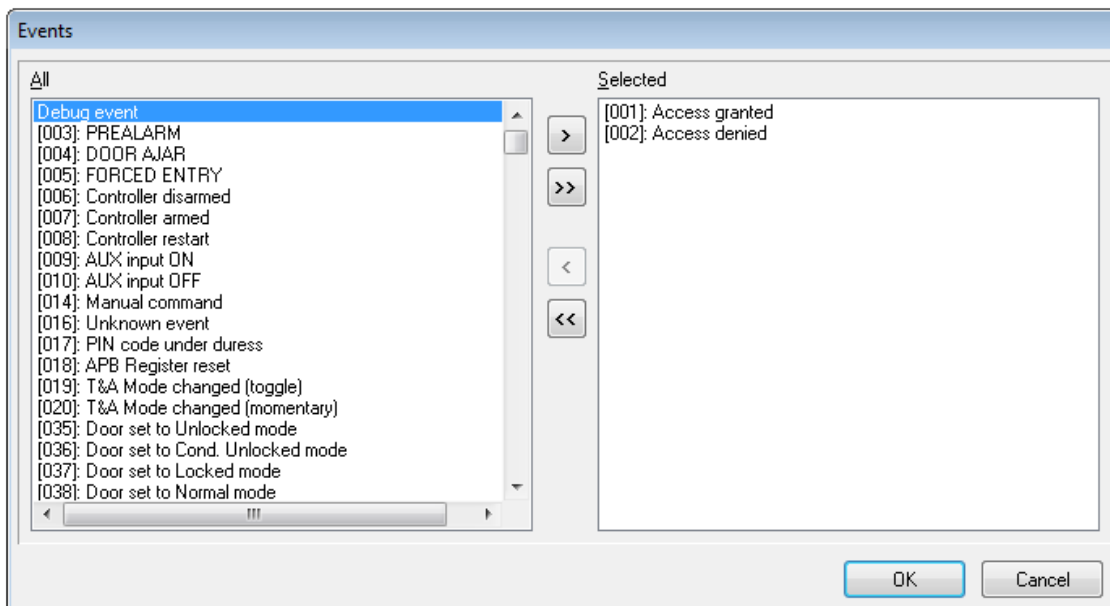 Events
All
Selected
Debug event
[003]: PREALARM
[004]: DOOR AJAR
[005]: FORCED ENTRY
[006]: Controller disarmed
[007]: Controller armed
[008]: Controller restart
[009]: AUX input ON
[010]: AUX input OFF
[014]: Manual command
[016]: Unknown event
[017]: PIN code under duress
[018]: APB Register reset
[019]: T&A Mode changed (toggle)
[020]: T&A Mode changed (momentary)
[035]: Door set to Unlocked mode
[036]: Door set to Cond. Unlocked mode
[037]: Door set to Locked mode
[038]: Door set to Normal mode
>
>>
<
<<
[001]: Access granted
[002]: Access denied
OK
Cancel